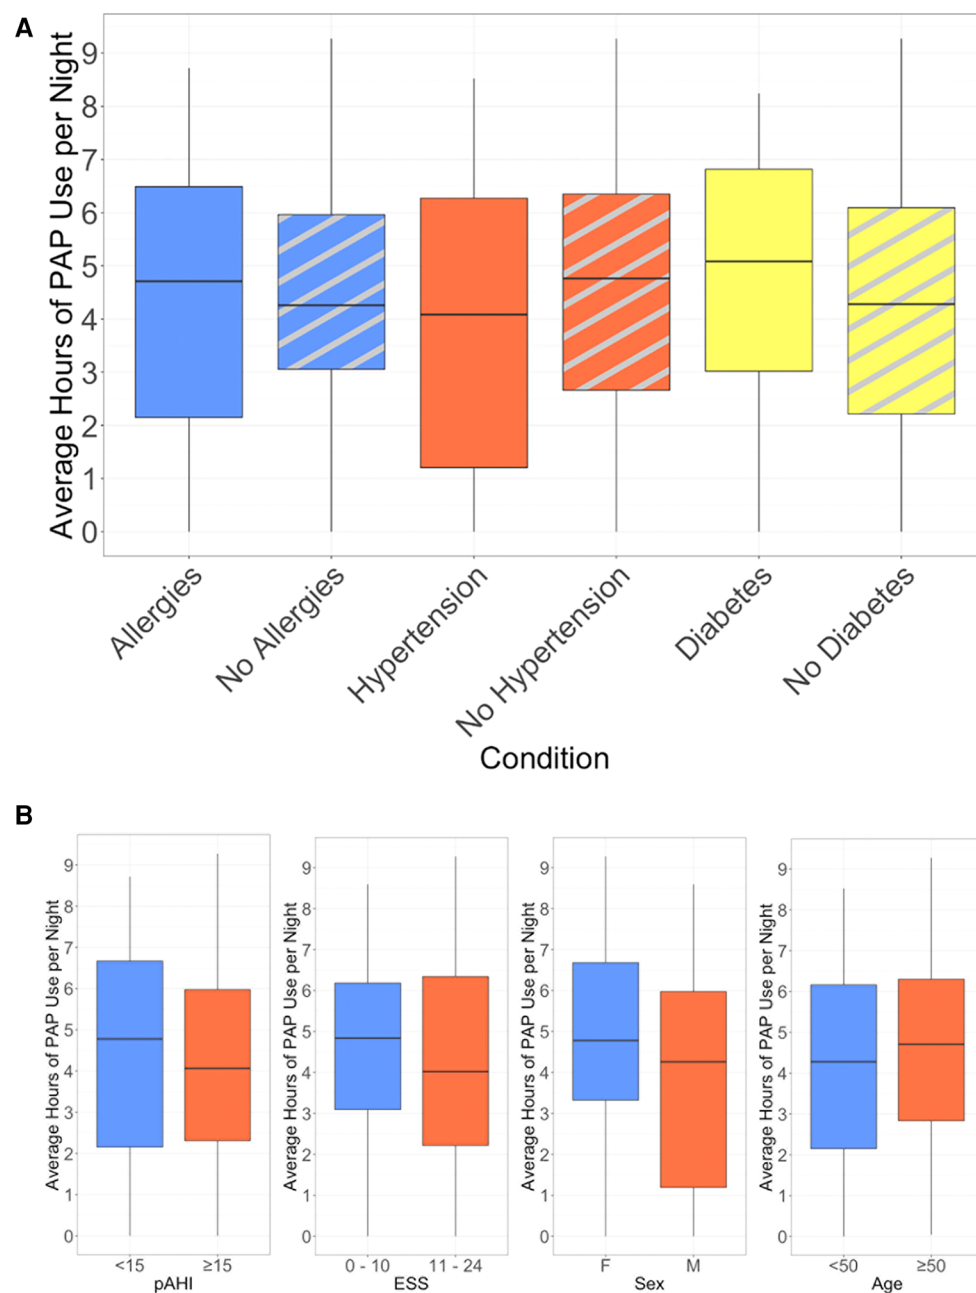 A
Average Hours of PAP Use per Night
9
8
7
6
5
4
3
2
1
0
Allergies
No Allergies
Hypertension
No Hypertension
Diabetes
No Diabetes
Condition
B
Average Hours of PAP Use per Night
9
8
7
6
5
4
3
2
1
0
<15 ≥15
pAHI
Average Hours of PAP Use per Night
9
8
7
6
5
4
3
2
1
0
0 - 10 11 - 24
ESS
Average Hours of PAP Use per Night
9
8
7
6
5
4
3
2
1
0
F M
Sex
Average Hours of PAP Use per Night
9
8
7
6
5
4
3
2
1
0
<50 ≥50
Age